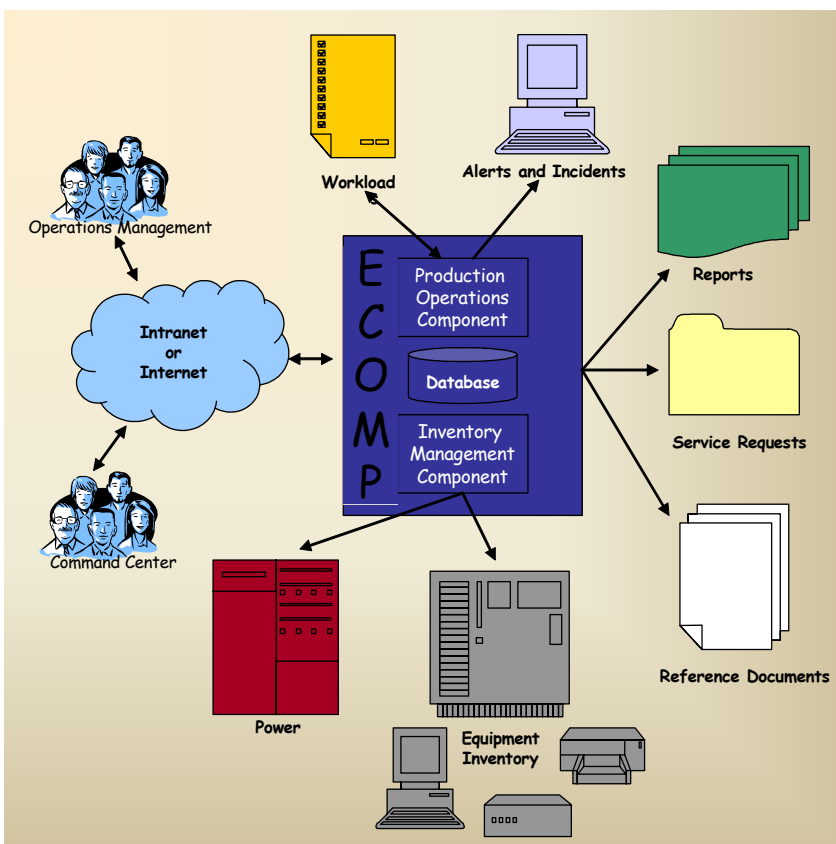 Workload
Alerts and Incidents
Operations Management
Reports
E
C
O
M
P
Production
Operations
Component
Intranet
or
Internet
Database
Inventory
Management
Component
Service Requests
Command Center
Reference Documents
Power
Equipment
Inventory